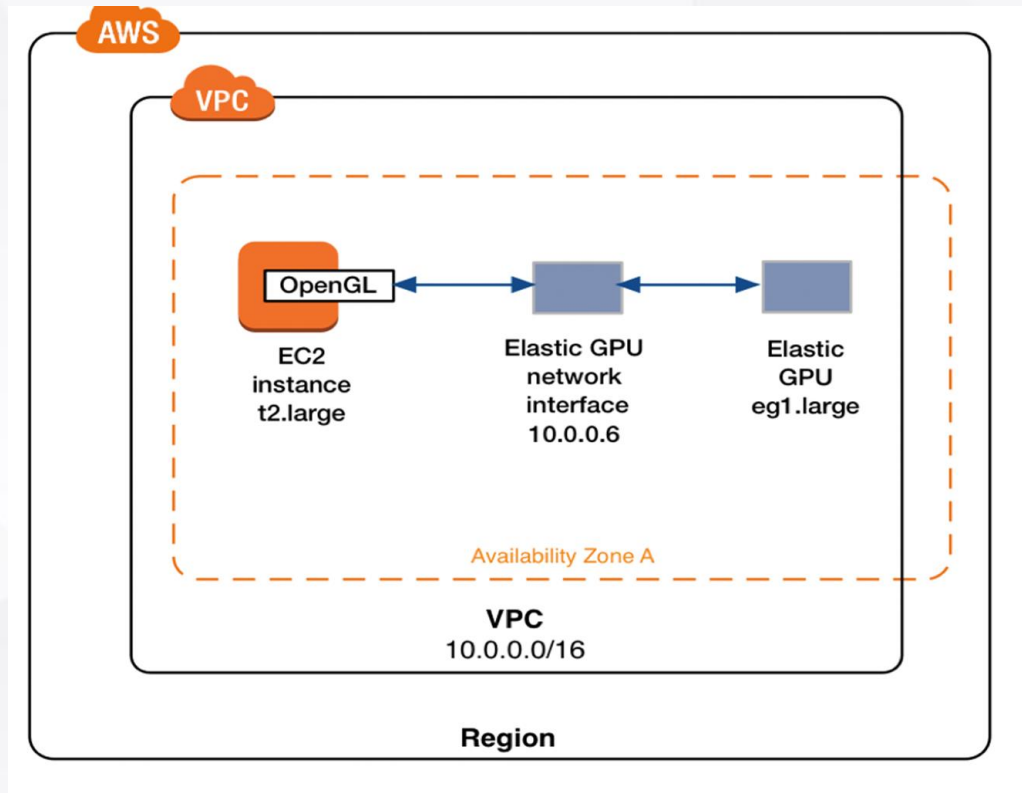 AWS
VPC
OpenGL
EC2
instance
t2.large
Elastic GPU
network
interface
10.0.0.6
Elastic
GPU
eg1.large
Availability Zone A
VPC
10.0.0.0/16
Region